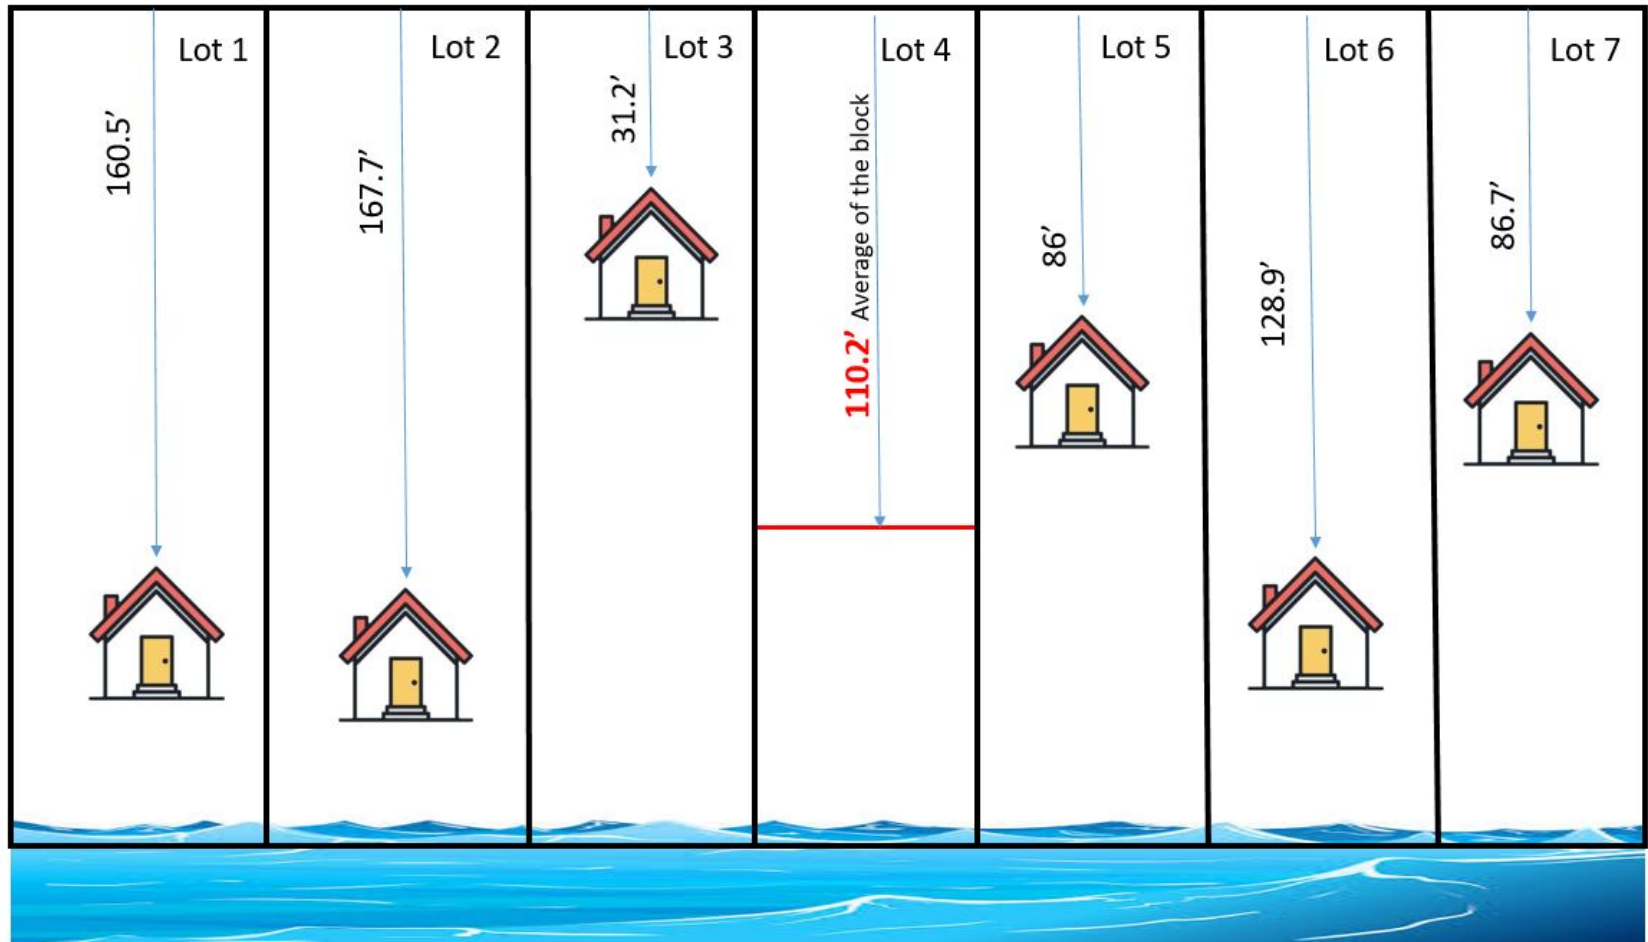 Lot 1
160.5’
Lot 2
167.7’
Lot 3
31.2’
Lot 4
110.2’ Average of the block
Lot 5
86’
Lot 6
128.9’
Lot 7
86.7’